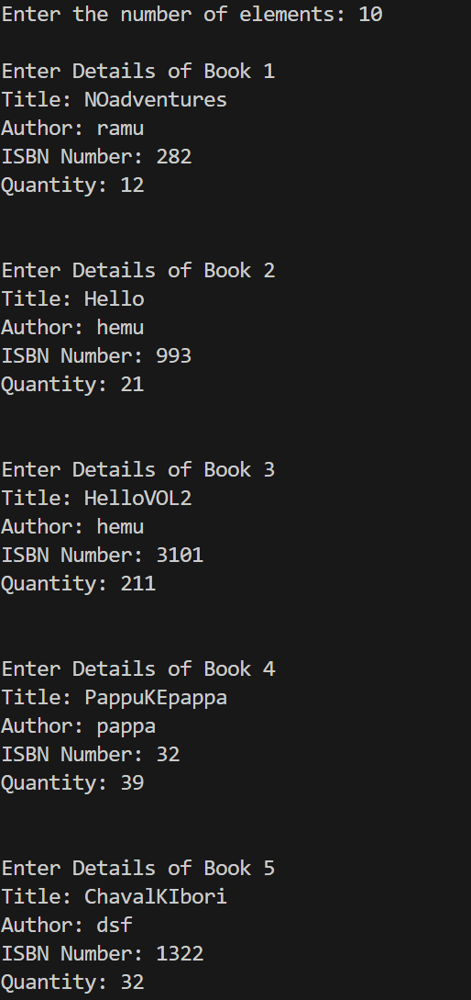 Enter the number of elements: 10
Enter Details of Book 1
Title: NOadventures
Author: ramu
ISBN Number: 282
Quantity: 12
Enter Details of Book 2
Title: Hello
Author: hemu
ISBN Number: 993
Quantity: 21
Enter Details of Book 3
Title: HelloVOL2
Author: hemu
ISBN Number: 3101
Quantity: 211
Enter Details of Book 4
Title: PappuKEpappa
Author: pappa
ISBN Number: 32
Quantity: 39
Enter Details of Book 5
Title: ChavalKIbori
Author: dsf
ISBN Number: 1322
Quantity: 32